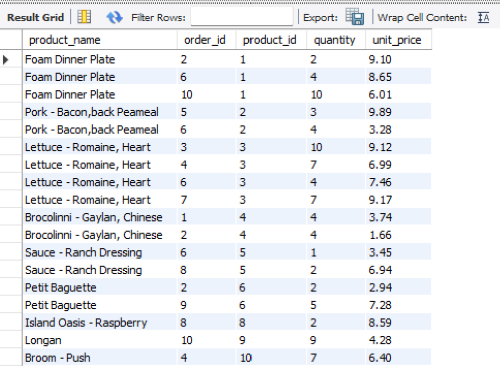 Result Grid Filter Rows: Export: Wrap Cell Content: IA
product_name order_id product_id quantity unit_price
Foam Dinner Plate 2 1 2 9.10
Foam Dinner Plate 6 1 4 8.65
Foam Dinner Plate 10 1 10 6.01
Pork - Bacon,back Peameal 5 2 3 9.89
Pork - Bacon,back Peameal 6 2 4 3.28
Lettuce - Romaine, Heart 3 3 10 9.12
Lettuce - Romaine, Heart 4 3 7 6.99
Lettuce - Romaine, Heart 6 3 4 7.46
Lettuce - Romaine, Heart 7 3 7 9.17
Brocolinni - Gaylan, Chinese 1 4 4 3.74
Brocolinni - Gaylan, Chinese 2 4 4 1.66
Sauce - Ranch Dressing 6 5 1 3.45
Sauce - Ranch Dressing 8 5 2 6.94
Petit Baguette 2 6 2 2.94
Petit Baguette 9 6 5 7.28
Island Oasis - Raspberry 8 8 2 8.59
Longan 10 9 9 4.28
Broom - Push 4 10 7 6.40